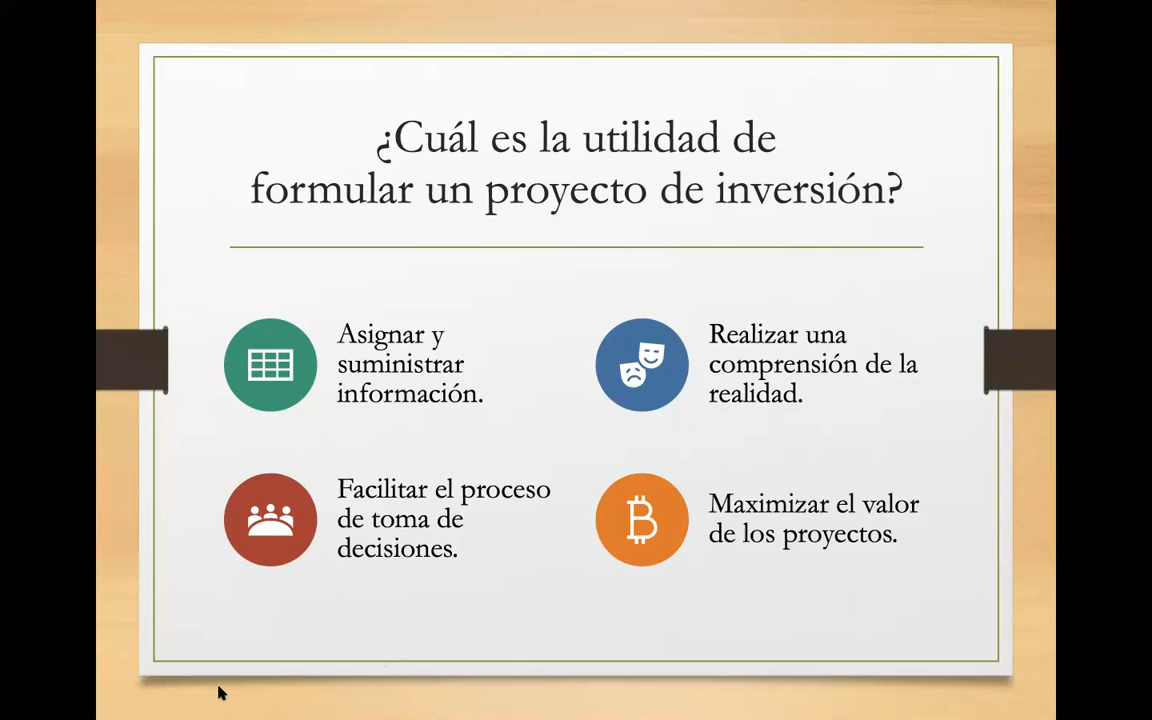 ¿Cuál es la utilidad de
formular un proyecto de inversión?
Asignar y
suministrar
información.
Realizar una
comprensión de la
realidad.
Facilitar el proceso
de toma de
decisiones.
Maximizar el valor
de los proyectos.